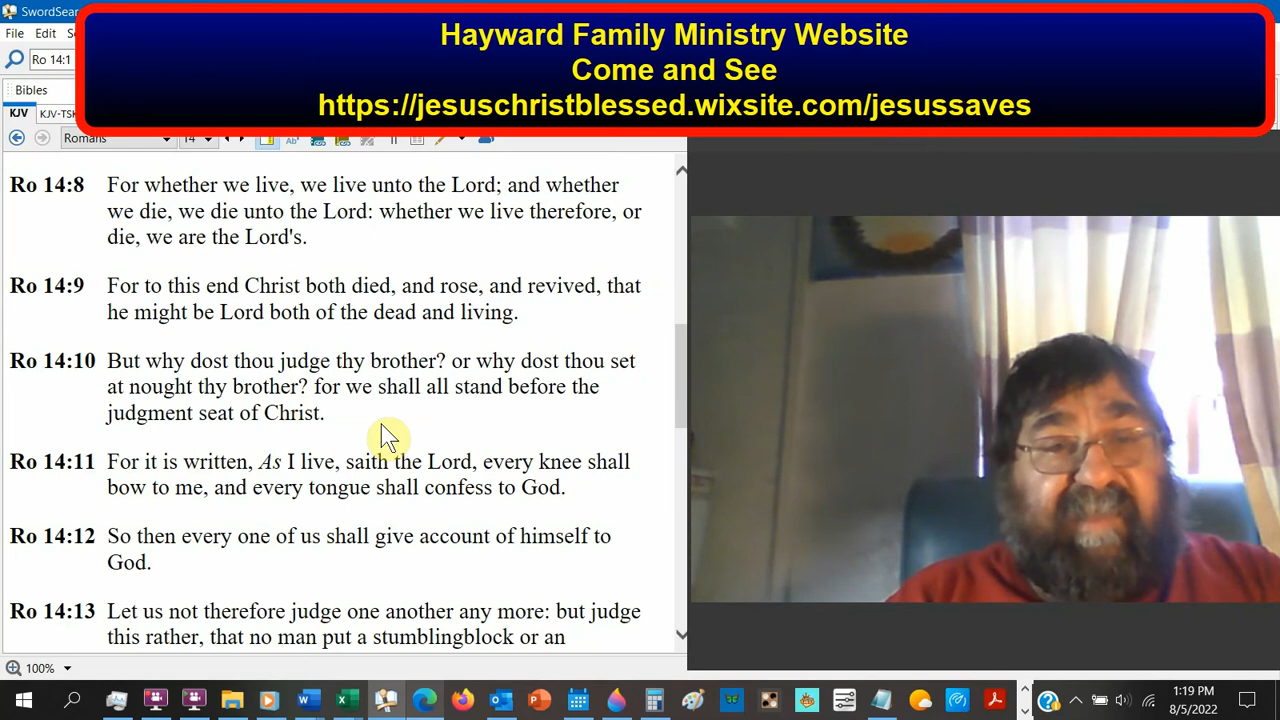 SwordSear
Hayward Family Ministry Website
Come and See
https://jesuschristblessed.wixsite.com/jesussaves
File Edit
Ro 14:1
Bibles
KJV KJV-TSK
Romans 14
Ro 14:8 For whether we live, we live unto the Lord; and whether
we die, we die unto the Lord: whether we live therefore, or
die, we are the Lord's.
Ro 14:9 For to this end Christ both died, and rose, and revived, that
he might be Lord both of the dead and living.
Ro 14:10 But why dost thou judge thy brother? or why dost thou set
at nought thy brother? for we shall all stand before the
judgment seat of Christ.
Ro 14:11 For it is written, As I live, saith the Lord, every knee shall
bow to me, and every tongue shall confess to God.
Ro 14:12 So then every one of us shall give account of himself to
God.
Ro 14:13 Let us not therefore judge one another any more: but judge
this rather, that no man put a stumblingblock or an
100%
1:19 PM
8/5/2022